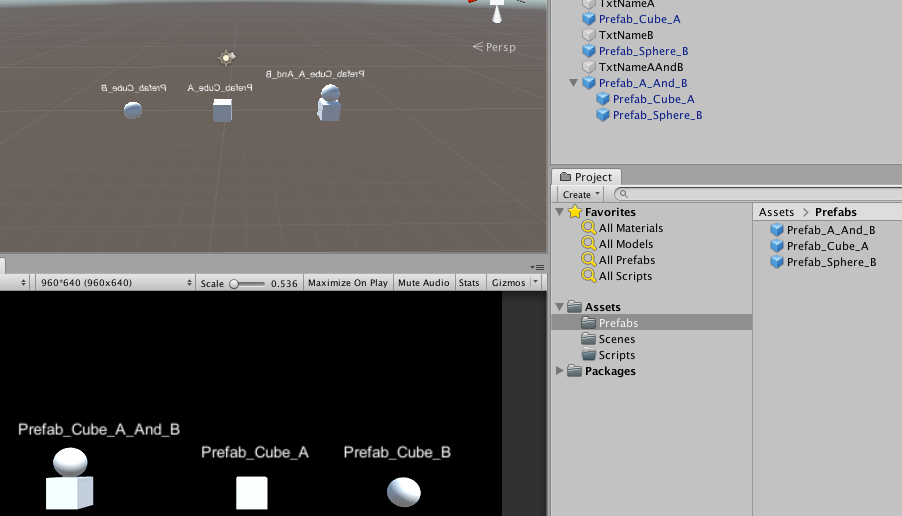 TxtNameA
Prefab_Cube_A
TxtNameB
Prefab_Sphere_B
TxtNameAAndB
Prefab_A_And_B
Prefab_Cube_A
Prefab_Sphere_B
Persp
Prefab_Cube_B
Prefab_Cube_A
Prefab_Cube_A_And_B
Project
Create
Favorites
All Materials
All Models
All Prefabs
All Scripts
Assets
Prefabs
Scenes
Scripts
Packages
Assets > Prefabs
Prefab_A_And_B
Prefab_Cube_A
Prefab_Sphere_B
960*640 (960x640) Scale 0.536 Maximize On Play Mute Audio Stats Gizmos
Prefab_Cube_A_And_B
Prefab_Cube_A
Prefab_Cube_B